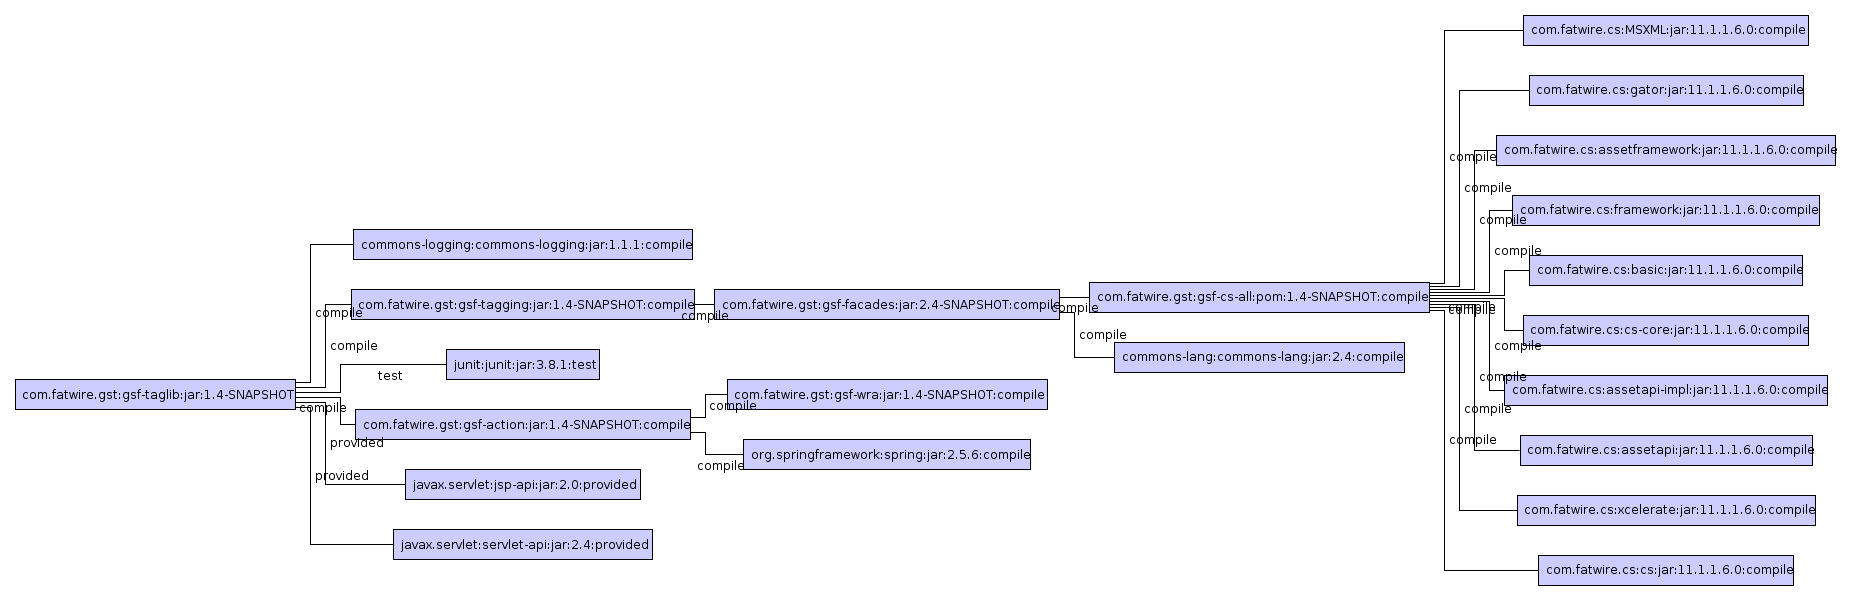 com.fatwire.cs:MSXML:jar:11.1.1.6.0:compile
com.fatwire.cs:gator:jar:11.1.1.6.0:compile
com.fatwire.cs:assetframework:jar:11.1.1.6.0:compile
compile
compile
com.fatwire.cs:framework:jar:11.1.1.6.0:compile
compile
commons-logging:commons-logging:jar:1.1.1:compile
compile
com.fatwire.cs:basic:jar:11.1.1.6.0:compile
com.fatwire.gst:gsf-tagging:jar:1.4-SNAPSHOT:compile
com.fatwire.gst:gsf-facades:jar:2.4-SNAPSHOT:compile
com.fatwire.gst:gsf-cs-all:pom:1.4-SNAPSHOT:compile
compile
compile
compile
compile
compile
com.fatwire.cs:cs-core:jar:11.1.1.6.0:compile
compile
compile
compile
commons-lang:commons-lang:jar:2.4:compile
junit:junit:jar:3.8.1:test
test
compile
com.fatwire.cs:assetapi-impl:jar:11.1.1.6.0:compile
com.fatwire.gst:gsf-taglib:jar:1.4-SNAPSHOT
com.fatwire.gst:gsf-wra:jar:1.4-SNAPSHOT:compile
compile
compile
compile
com.fatwire.gst:gsf-action:jar:1.4-SNAPSHOT:compile
provided
compile
com.fatwire.cs:assetapi:jar:11.1.1.6.0:compile
org.springframework:spring:jar:2.5.6:compile
compile
provided
javax.servlet:jsp-api:jar:2.0:provided
com.fatwire.cs:xcelerate:jar:11.1.1.6.0:compile
javax.servlet:servlet-api:jar:2.4:provided
com.fatwire.cs:cs:jar:11.1.1.6.0:compile